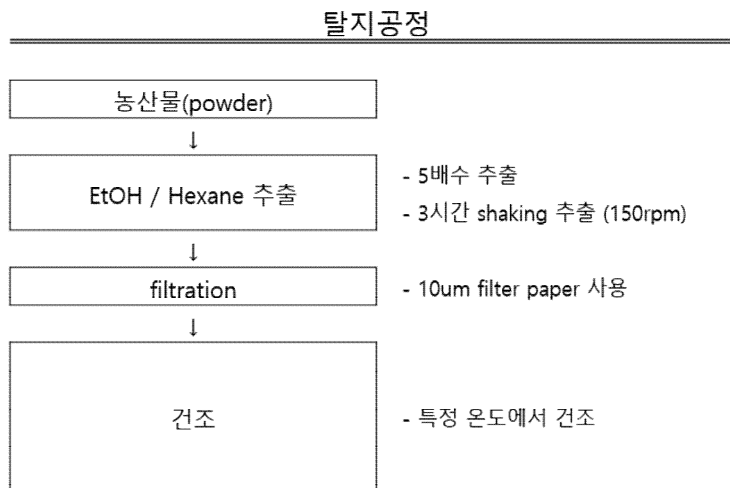 탈지공정
농산물(powder)
↓
EtOH / Hexane 추출
- 5배수 추출
- 3시간 shaking 추출 (150rpm)
↓
filtration
- 10um filter paper 사용
↓
건조
- 특정 온도에서 건조